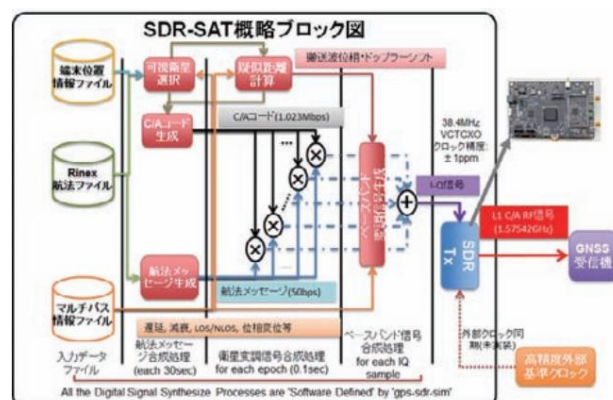 SDR-SAT概略ブロック図
端末位置
情報ファイル
可視衛星
選択
疑似距離
計算
搬送波位相・ドップラーシフト
C/Aコード
生成
C/Aコード(1.023Mbps)
38.4MHz
VCTCXO
クロック精度:
±1ppm
Rinex
航法ファイル
ベースバンド
変調信号生成
I-Q信号
L1 C/A RF信号
(1.57542GHz)
SDR
Tx
GNSS
受信機
航法メッ
セージ生成
航法メッセージ(50bps)
マルチパス
情報ファイル
遅延, 減衰, LOS/NLOS, 位相変位等
外部クロック同
期(未実装)
高精度外部
基準クロック
入力データ
ファイル
航法メッセー
ジ合成処理
(each 30sec)
衛星変調信号合成処理
for each epoch (0.1sec)
ベースバンド信号
合成処理
for each IQ
sample
All the Digital Signal Synthesize Processes are 'Software Defined' by 'gps-sdr-sim'